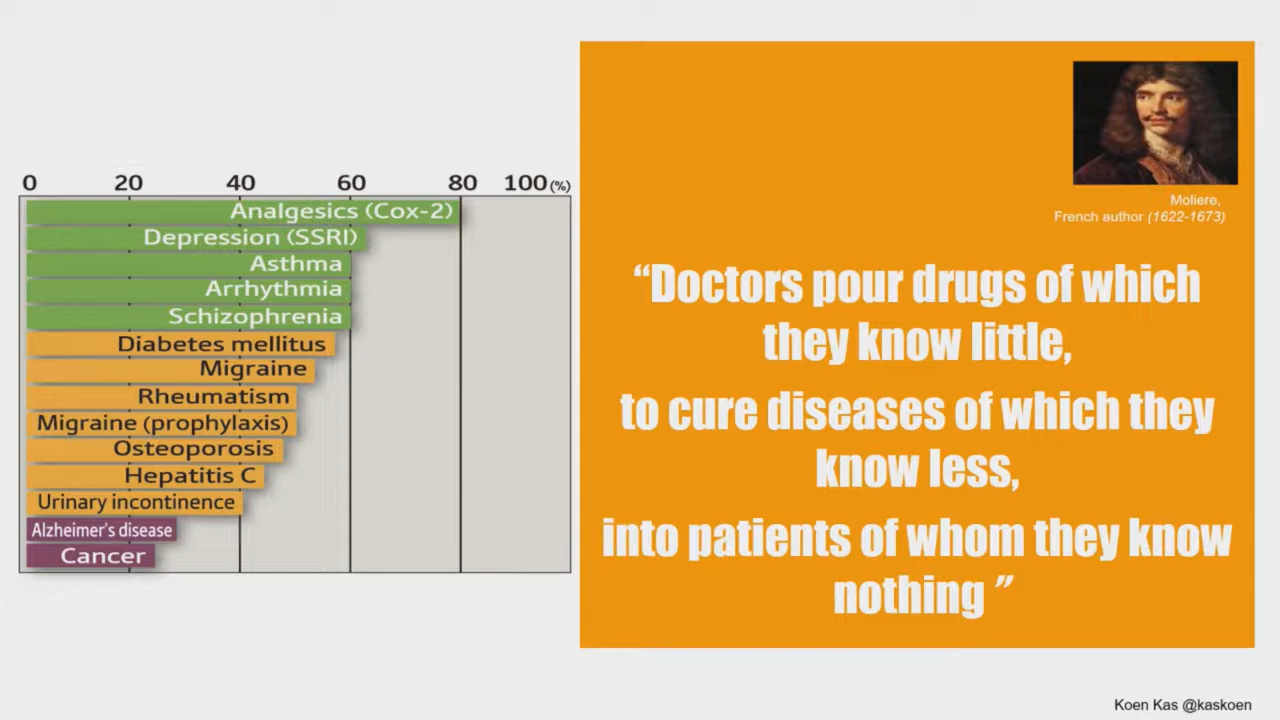 0 20 40 60 80 100(%)
Analgesics (Cox-2)
Depression (SSRI)
Asthma
Arrhythmia
Schizophrenia
Diabetes mellitus
Migraine
Rheumatism
Migraine (prophylaxis)
Osteoporosis
Hepatitis C
Urinary incontinence
Alzheimer's disease
Cancer
Moliere,
French author (1622-1673)
“Doctors pour drugs of which
they know little,
to cure diseases of which they
know less,
into patients of whom they know
nothing ”
Koen Kas @kaskoen